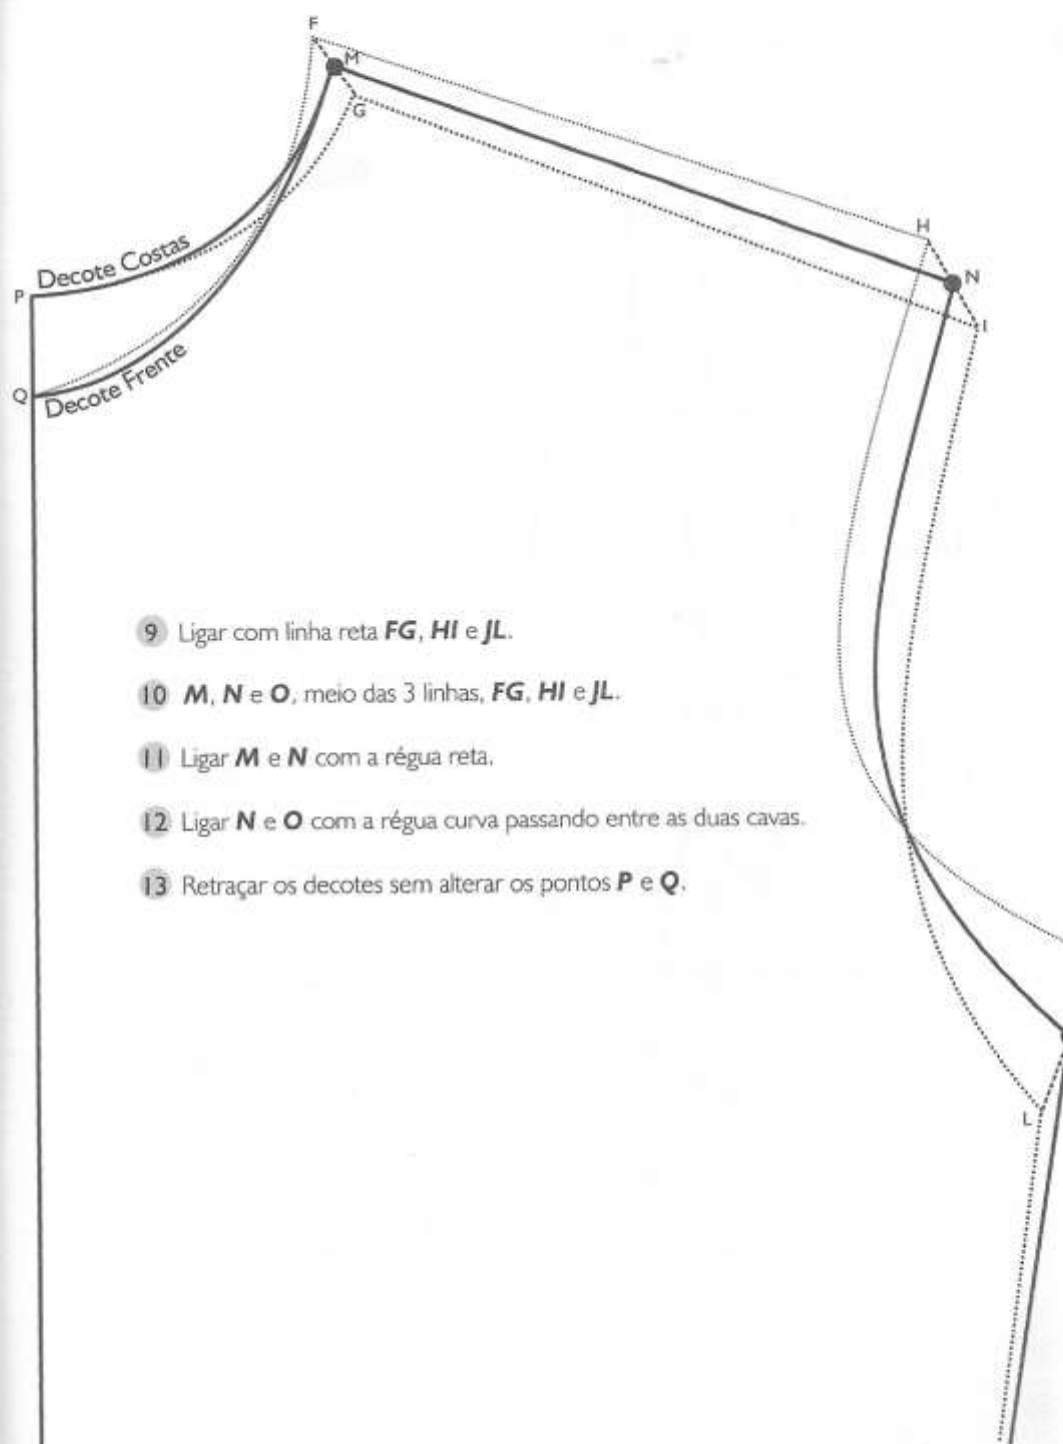 F
M
G
H
N
I
Decote Costas
P
Decote Frente
Q
9 Ligar com linha reta FG, HI e JL.
10 M, N e O, meio das 3 linhas, FG, HI e JL.
11 Ligar M e N com a régua reta.
12 Ligar N e O com a régua curva passando entre as duas cavas.
13 Retraçar os decotes sem alterar os pontos P e Q.
L